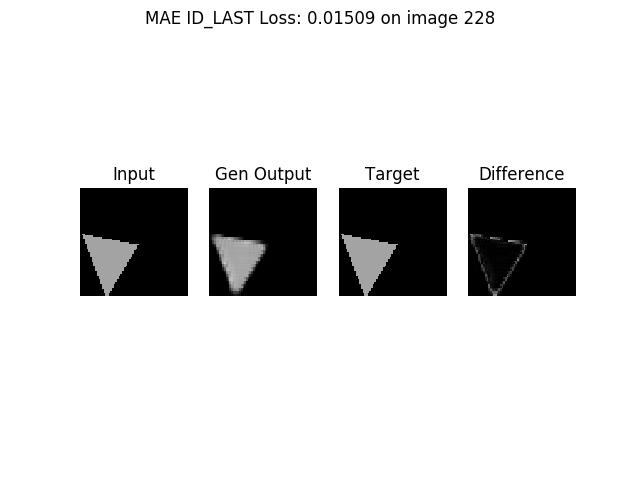 MAE ID_LAST Loss: 0.01509 on image 228
Input
Gen Output
Target
Difference